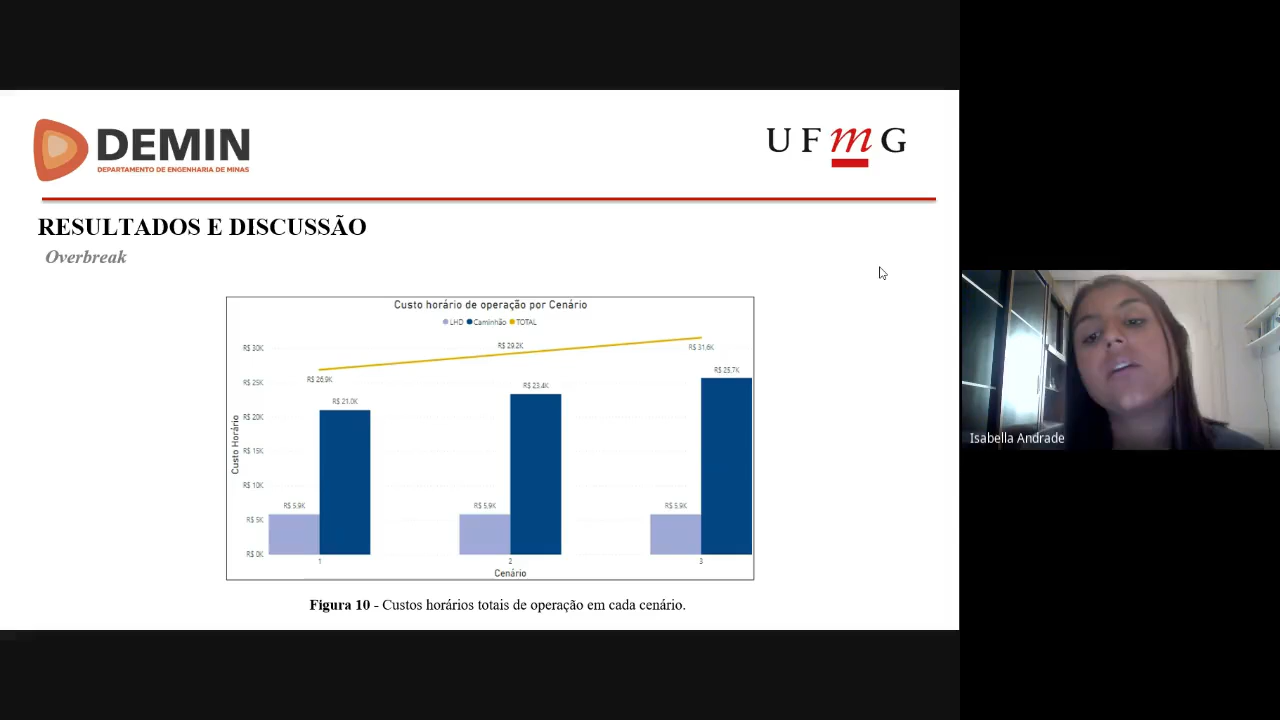 DEMIN
DEPARTAMENTO DE ENGENHARIA DE MINAS
UFmG
RESULTADOS E DISCUSSÃO
Overbreak
Custo horário de operação por Cenário
LHD Caminhão TOTAL
R$ 30K
R$ 25K
R$ 20K
R$ 15K
R$ 10K
R$ 5K
R$ 0K
Custo Horário
R$ 26,9K
R$ 29,2K
R$ 31,6K
R$ 5,9K
R$ 21,0K
R$ 5,9K
R$ 23,4K
R$ 5,9K
R$ 25,7K
1
2
3
Cenário
Figura 10 - Custos horários totais de operação em cada cenário.
Isabella Andrade